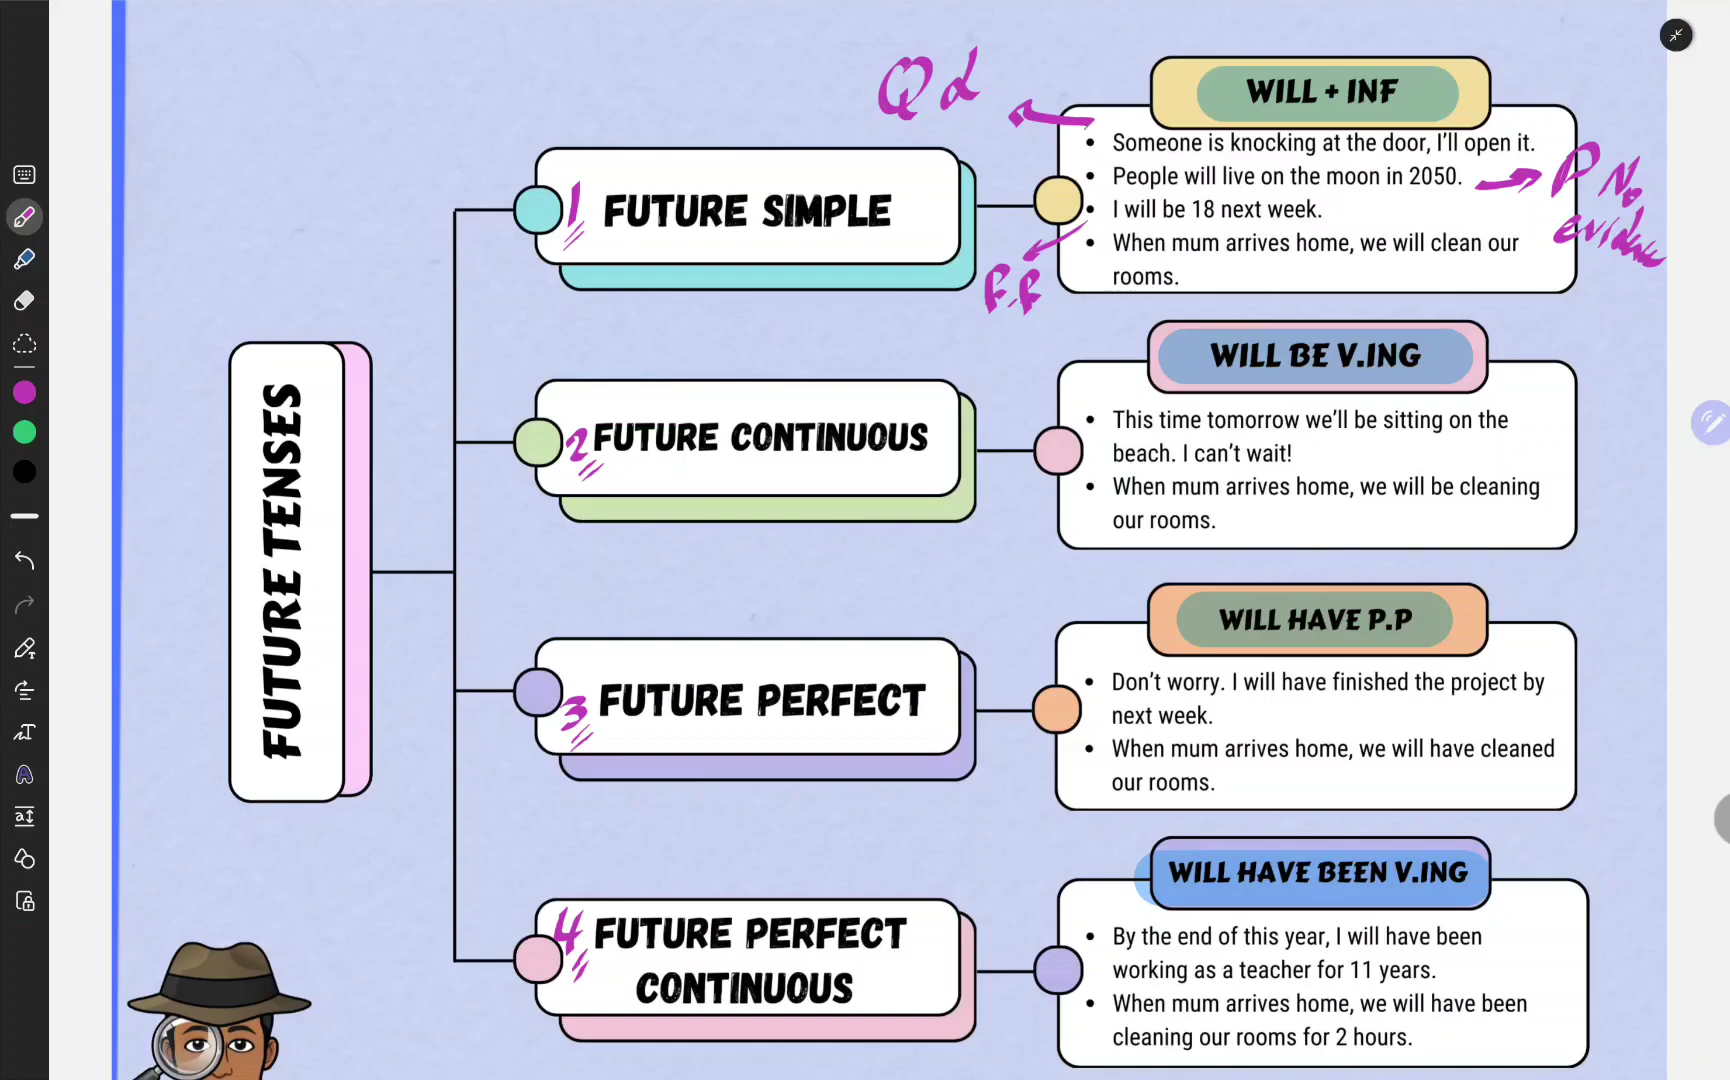 FUTURE TENSES
1 FUTURE SIMPLE
Q d
WILL + INF
• Someone is knocking at the door, I'll open it.
• People will live on the moon in 2050.
• I will be 18 next week.
• When mum arrives home, we will clean our
rooms.
P No
evidence
F.F
2 FUTURE CONTINUOUS
WILL BE V.ING
• This time tomorrow we'll be sitting on the
beach. I can't wait!
• When mum arrives home, we will be cleaning
our rooms.
3 FUTURE PERFECT
WILL HAVE P.P
• Don't worry. I will have finished the project by
next week.
• When mum arrives home, we will have cleaned
our rooms.
4 FUTURE PERFECT
CONTINUOUS
WILL HAVE BEEN V.ING
• By the end of this year, I will have been
working as a teacher for 11 years.
• When mum arrives home, we will have been
cleaning our rooms for 2 hours.